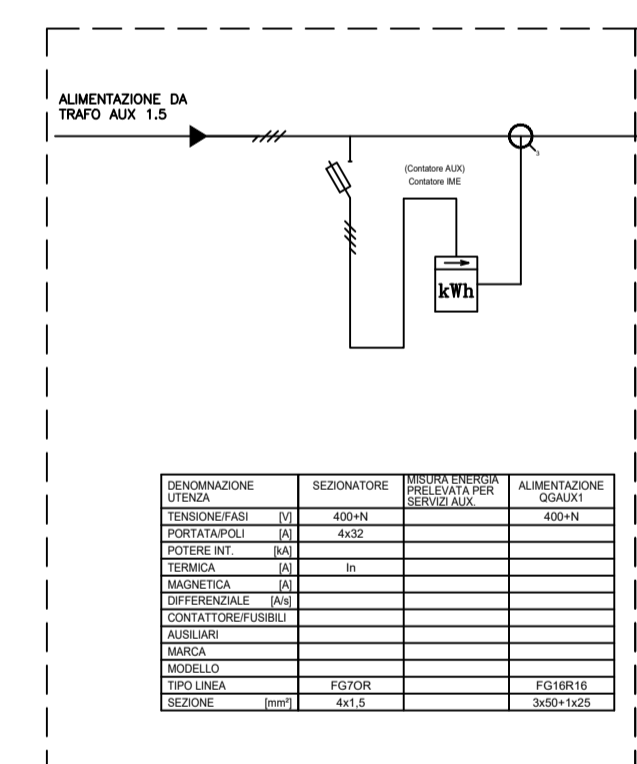 ALIMENTAZIONE DA
TRAFO AUX 1.5
3
(Contatore AUX)
Contatore IME
kWh
DENOMNAZIONE
UTENZA
SEZIONATORE
MISURA ENERGIA
PRELEVATA PER
SERVIZI AUX.
ALIMENTAZIONE
QGAUX1
TENSIONE/FASI [V] 400+N 400+N
PORTATA/POLI [A] 4x32
POTERE INT. [kA]
TERMICA [A] In
MAGNETICA [A]
DIFFERENZIALE [A/s]
CONTATTORE/FUSIBILI
AUSILIARI
MARCA
MODELLO
TIPO LINEA FG7OR FG16R16
SEZIONE [mm²] 4x1,5 3x50+1x25